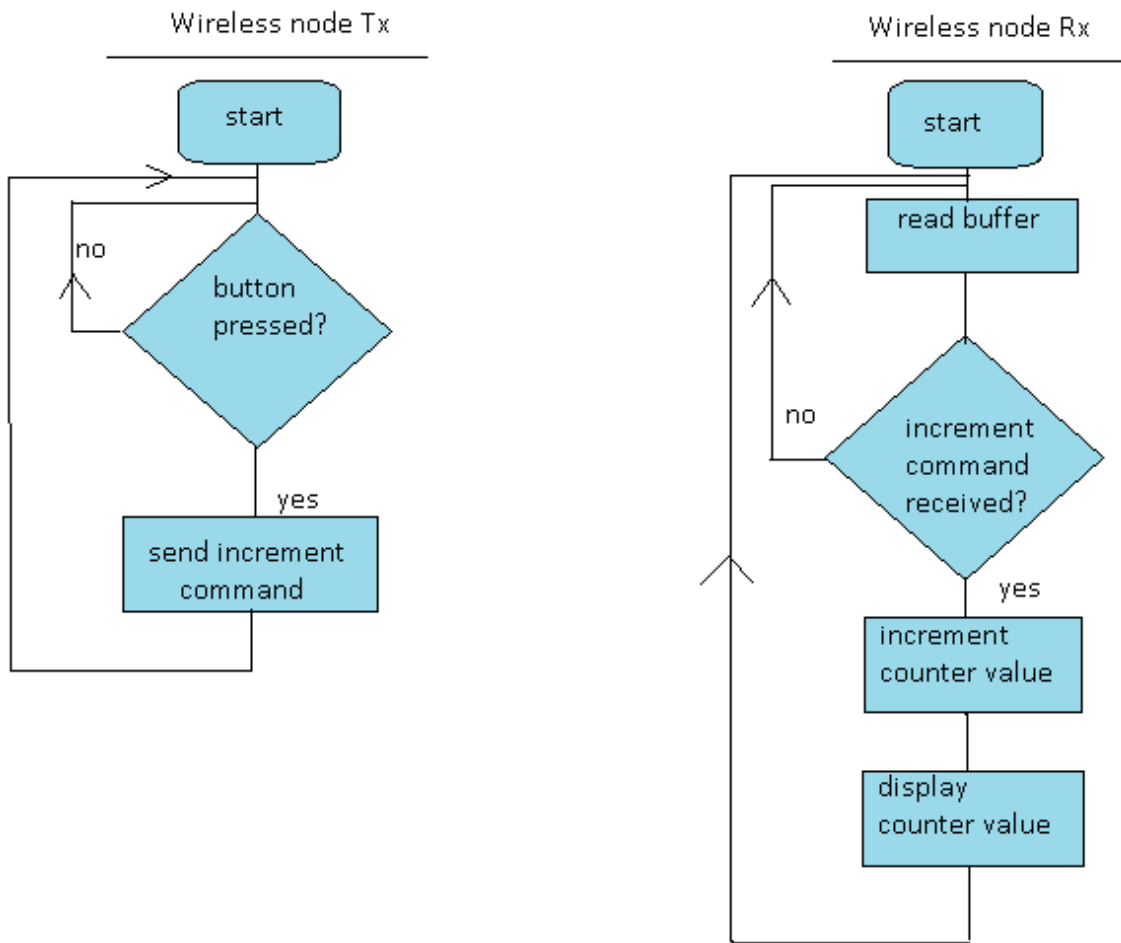 Wireless node Tx
start
no
button
pressed?
yes
send increment
command
Wireless node Rx
start
read buffer
no
increment
command
received?
yes
increment
counter value
display
counter value